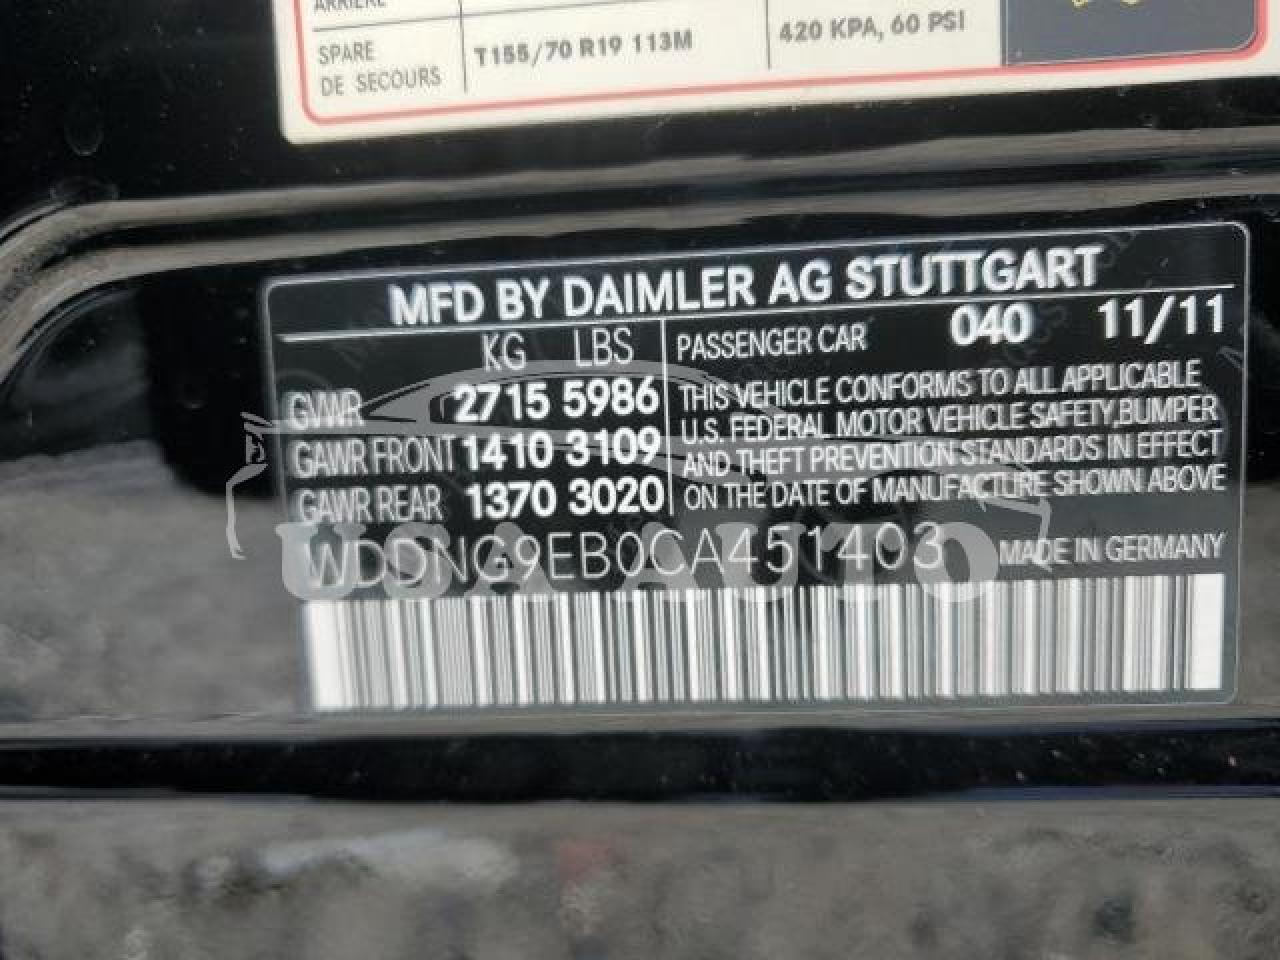 ARRIÈRE
SPARE
DE SECOURS
T155/70 R19 113M
420 KPA, 60 PSI
MFD BY DAIMLER AG STUTTGART
KG LBS
PASSENGER CAR 040 11/11
GVWR 2715 5986
GAWR FRONT 1410 3109
GAWR REAR 1370 3020
THIS VEHICLE CONFORMS TO ALL APPLICABLE
U.S. FEDERAL MOTOR VEHICLE SAFETY,BUMPER
AND THEFT PREVENTION STANDARDS IN EFFECT
ON THE DATE OF MANUFACTURE SHOWN ABOVE
WDDNG9EB0CA451403 MADE IN GERMANY
USA AUTO